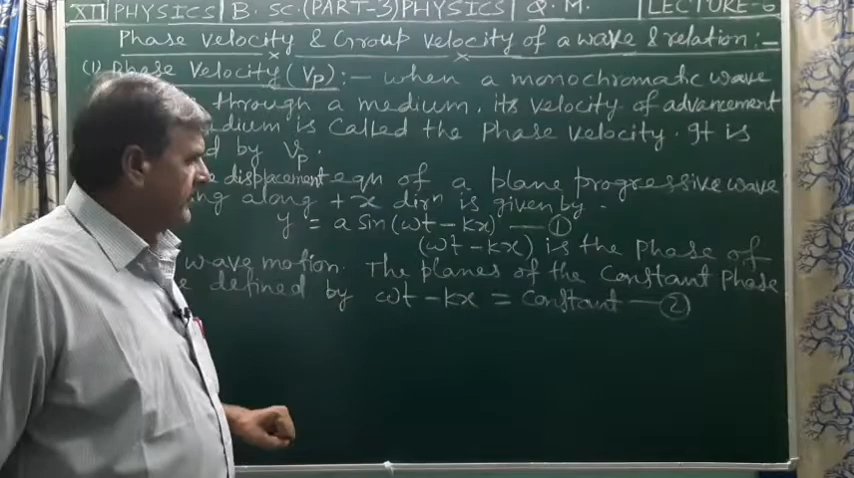 XII PHYSICS | B. SC. (PART-3) PHYSICS | Q. M. | LECTURE-6
Phase velocity & Group velocity of a wave & relation:-
(1) Phase Velocity (Vp) :- when a monochromatic wave
through a medium, its velocity of advancement
is called the Phase velocity. It is
by Vp.
displacement eqn of a plane progressive wave
along +x dirn is given by.
y = a sin (ωt - kx) — ①
(ωt - kx) is the phase of
wave motion. The planes of the constant phase
defined by ωt - kx = constant — ②